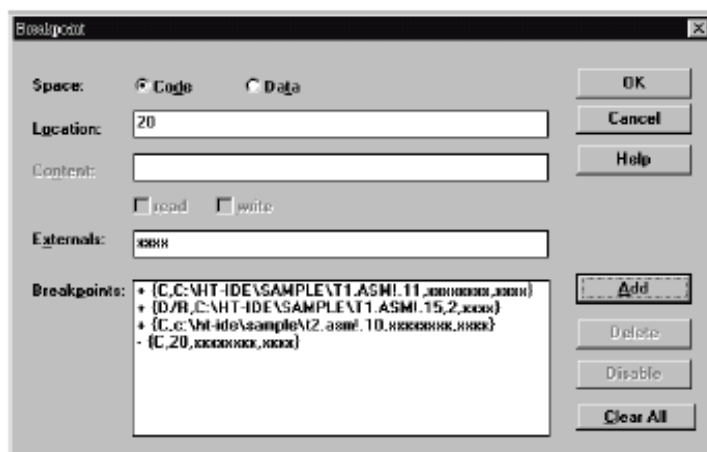 Breakpoint
Space: Code Data OK
Location: 20 Cancel
Content: Help
read write
Externals: xxxx
Breakpoints: + {C,C:\HT-IDE\SAMPLE\T1.ASM!.11,xxxxxxxx,xxxx} Add
+ {D/R,C:\HT-IDE\SAMPLE\T1.ASM!.15,2,xxxx}
+ {C,c:\ht-ide\sample\t2.asm!.10,xxxxxxxx,xxxx} Delete
- {C,20,xxxxxxxx,xxxx}
Disable
Clear All